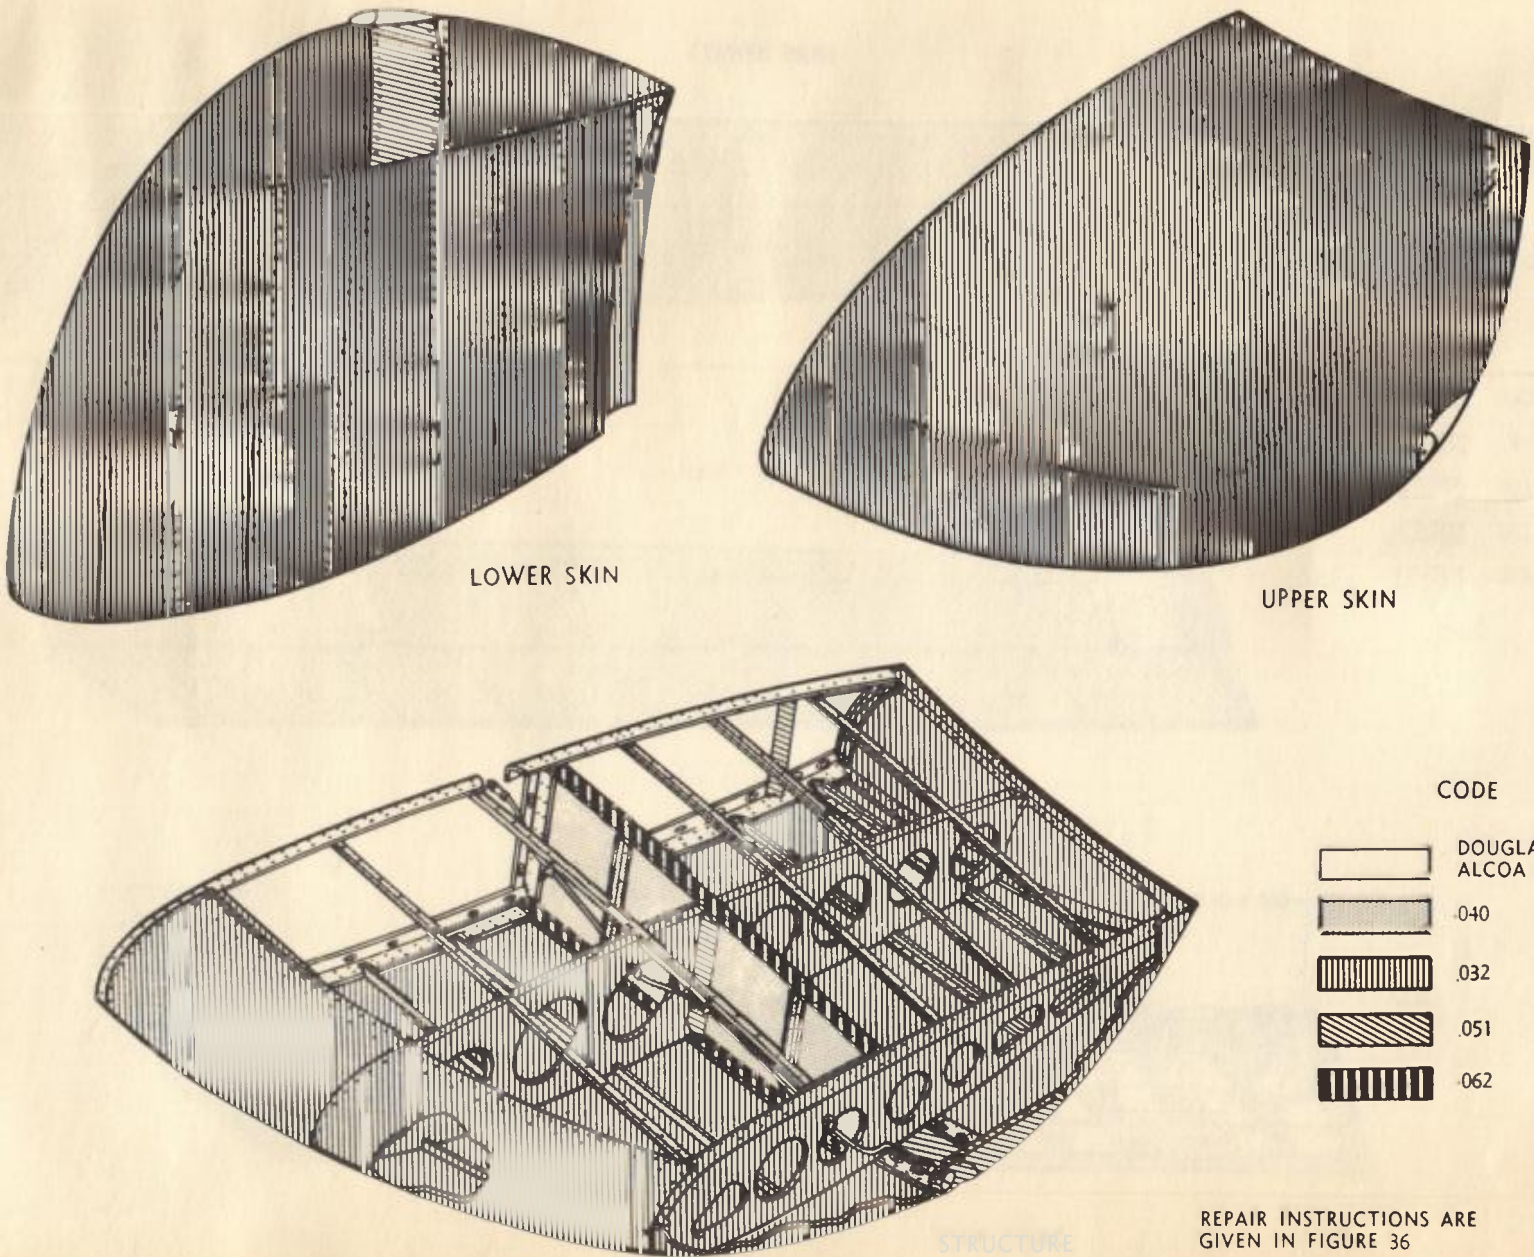 LOWER SKIN
UPPER SKIN
CODE
DOUGLA
ALCOA
.040
.032
.051
.062
REPAIR INSTRUCTIONS ARE
GIVEN IN FIGURE 36
STRUCTURE